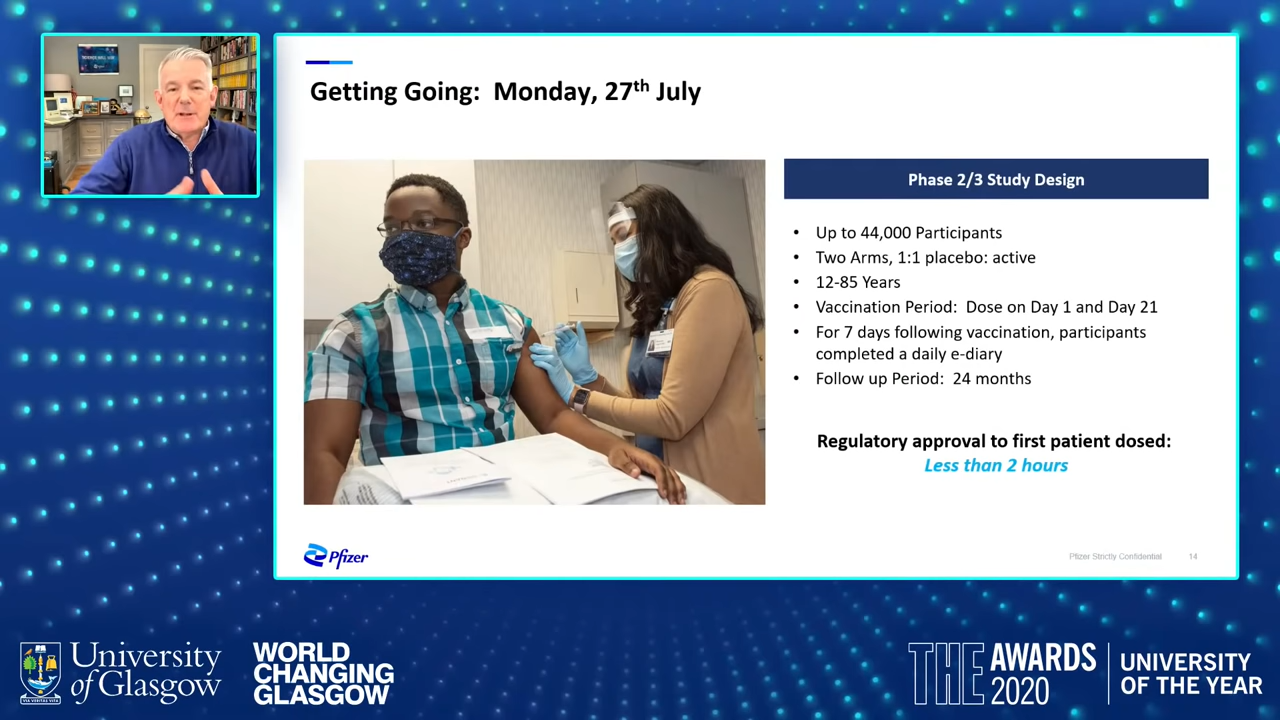 Getting Going: Monday, 27th July
Phase 2/3 Study Design
• Up to 44,000 Participants
• Two Arms, 1:1 placebo: active
• 12-85 Years
• Vaccination Period: Dose on Day 1 and Day 21
• For 7 days following vaccination, participants
completed a daily e-diary
• Follow up Period: 24 months
Regulatory approval to first patient dosed:
Less than 2 hours
Pfizer
Pfizer Strictly Confidential
14
University
of Glasgow
VIA VERITAS VITA
WORLD
CHANGING
GLASGOW
THE AWARDS
2020
UNIVERSITY
OF THE YEAR